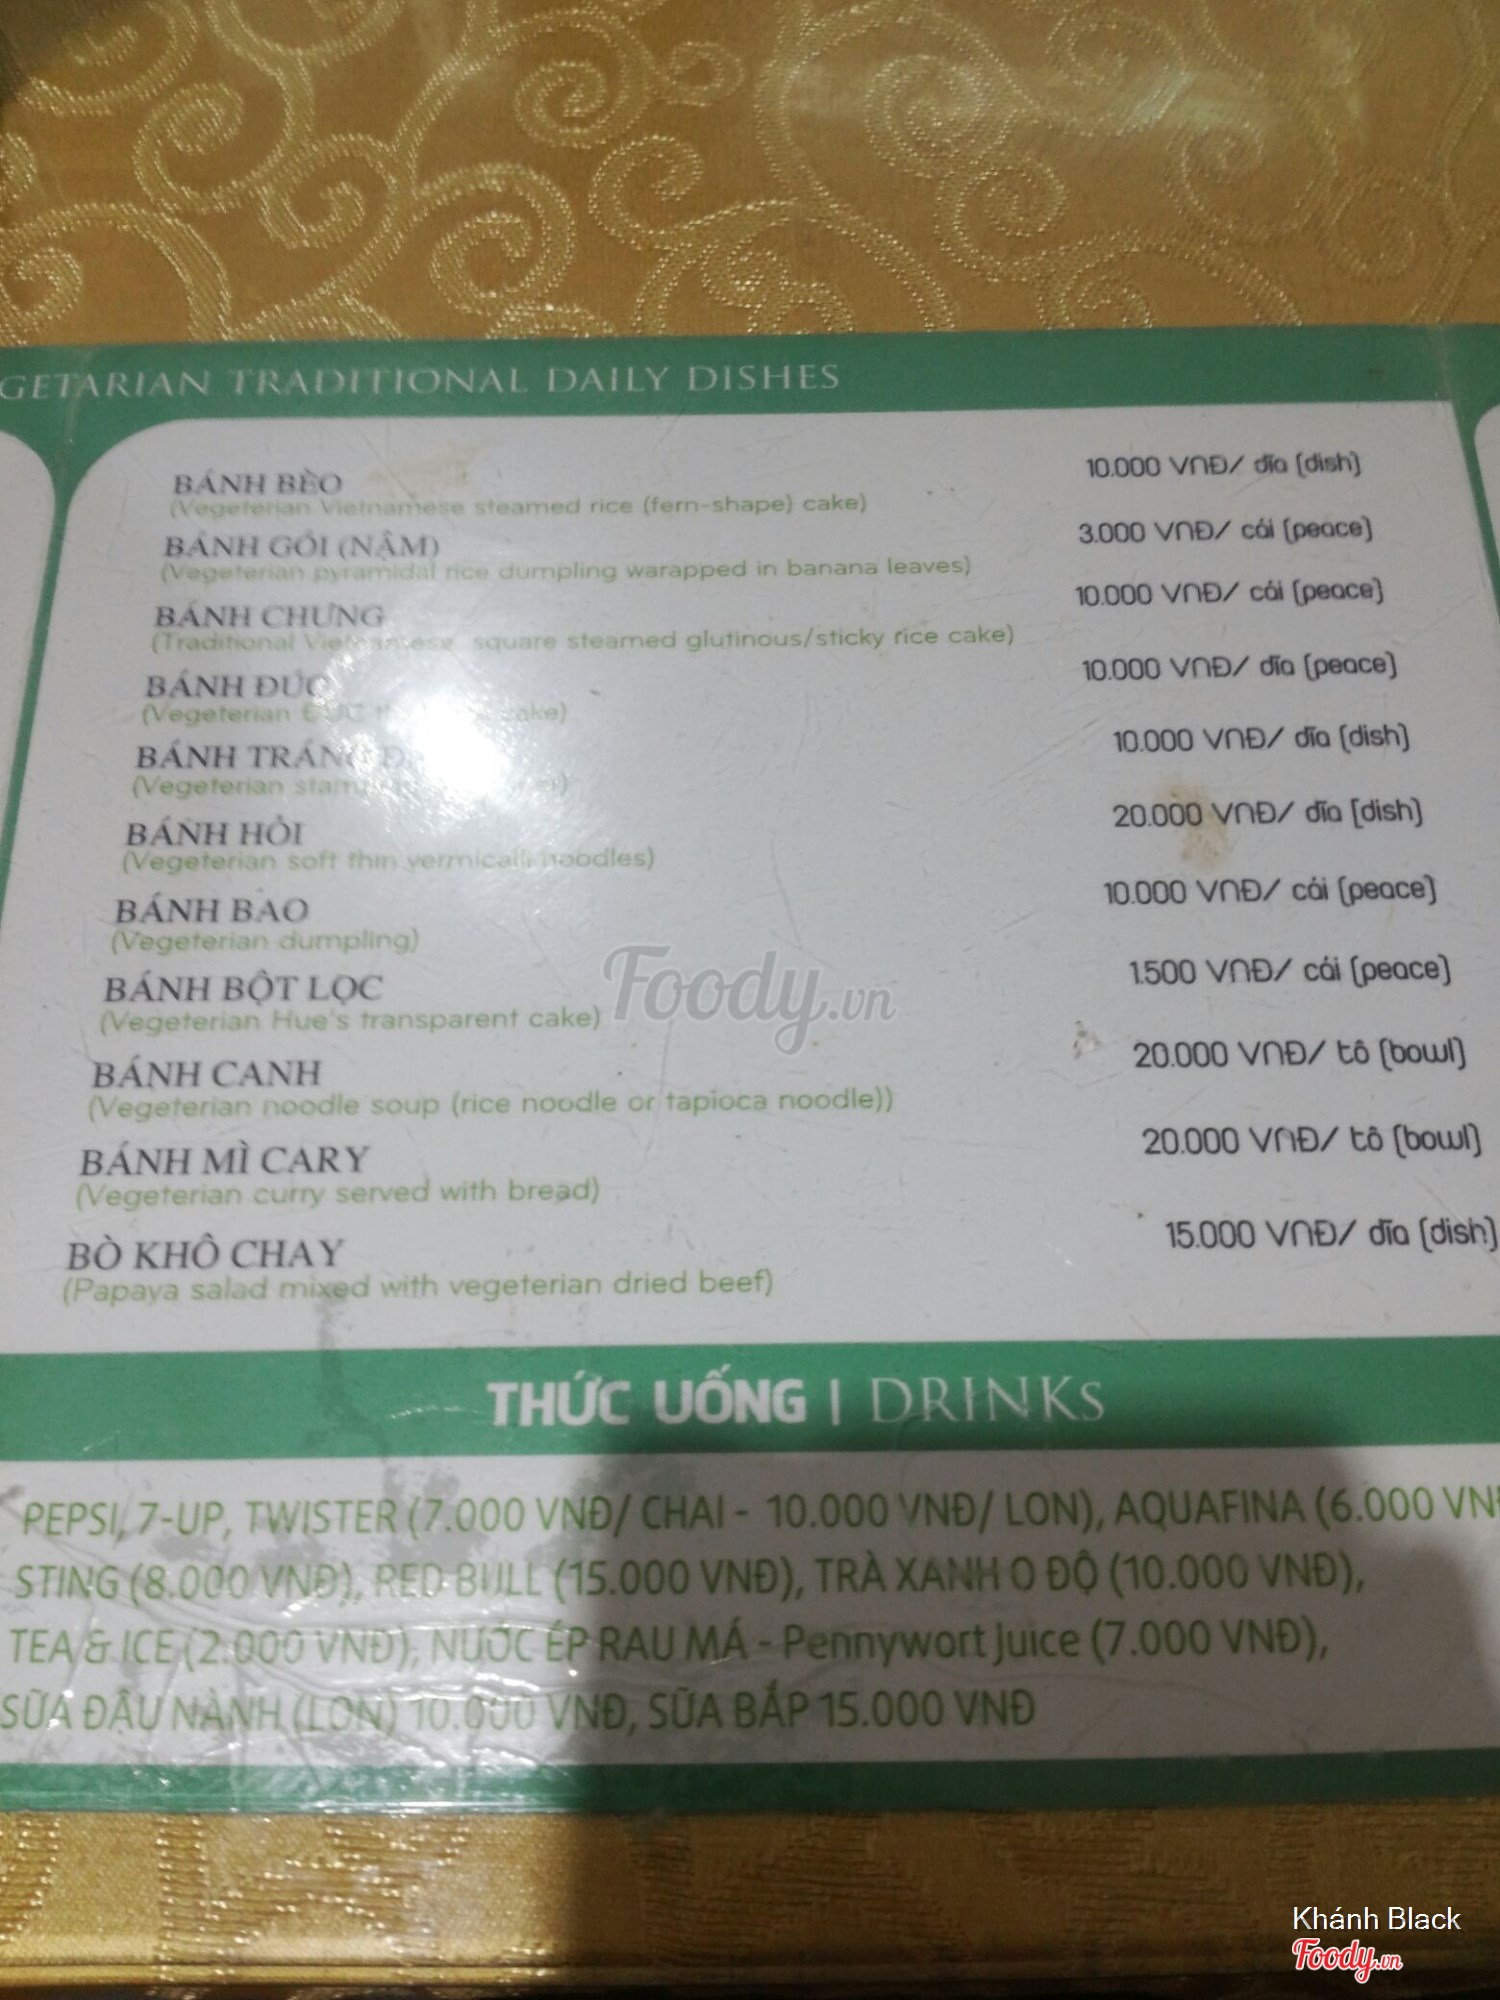 GETARIAN TRADITIONAL DAILY DISHES
BÁNH BÈO 10.000 VNĐ/ đĩa (dish)
(Vegeterian Vietnamese steamed rice (fern-shape) cake)
BÁNH GÓI (NẬM) 3.000 VNĐ/ cái (peace)
(Vegeterian pyramidal rice dumpling warapped in banana leaves)
BÁNH CHƯNG 10.000 VNĐ/ cái (peace)
(Traditional Vietnamese square steamed glutinous/sticky rice cake)
BÁNH ĐÚC 10.000 VNĐ/ đĩa (peace)
(Vegeterian cake)
BÁNH TRÁNG 10.000 VNĐ/ đĩa (dish)
(Vegeterian
BÁNH HỎI 20.000 VNĐ/ đĩa (dish)
(Vegeterian soft thin vermicalli noodles)
BÁNH BAO 10.000 VNĐ/ cái (peace)
(Vegeterian dumpling)
BÁNH BỘT LỌC 1.500 VNĐ/ cái (peace)
(Vegeterian Hue's transparent cake)
BÁNH CANH 20.000 VNĐ/ tô (bowl)
(Vegeterian noodle soup (rice noodle or tapioca noodle))
BÁNH MÌ CARY 20.000 VNĐ/ tô (bowl)
(Vegeterian curry served with bread)
BÒ KHÔ CHAY 15.000 VNĐ/ đĩa (dish)
(Papaya salad mixed with vegeterian dried beef)
Foody.vn
THỨC UỐNG | DRINKS
PEPSI, 7-UP, TWISTER (7.000 VNĐ/ CHAI - 10.000 VNĐ/ LON), AQUAFINA (6.000 VNĐ
STING (8.000 VNĐ), RED BULL (15.000 VNĐ), TRÀ XANH O ĐỘ (10.000 VNĐ),
TEA & ICE (2.000 VNĐ), NƯỚC ÉP RAU MÁ - Pennywort Juice (7.000 VNĐ),
SỮA ĐẬU NÀNH (LON) 10.000 VNĐ, SỮA BẮP 15.000 VNĐ
Khánh Black
Foody.vn